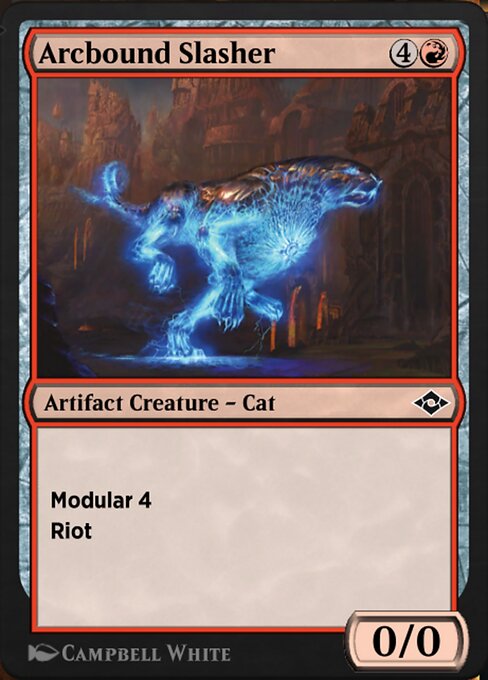 Arcbound Slasher 4
Artifact Creature – Cat
Modular 4
Riot
0/0
Campbell White